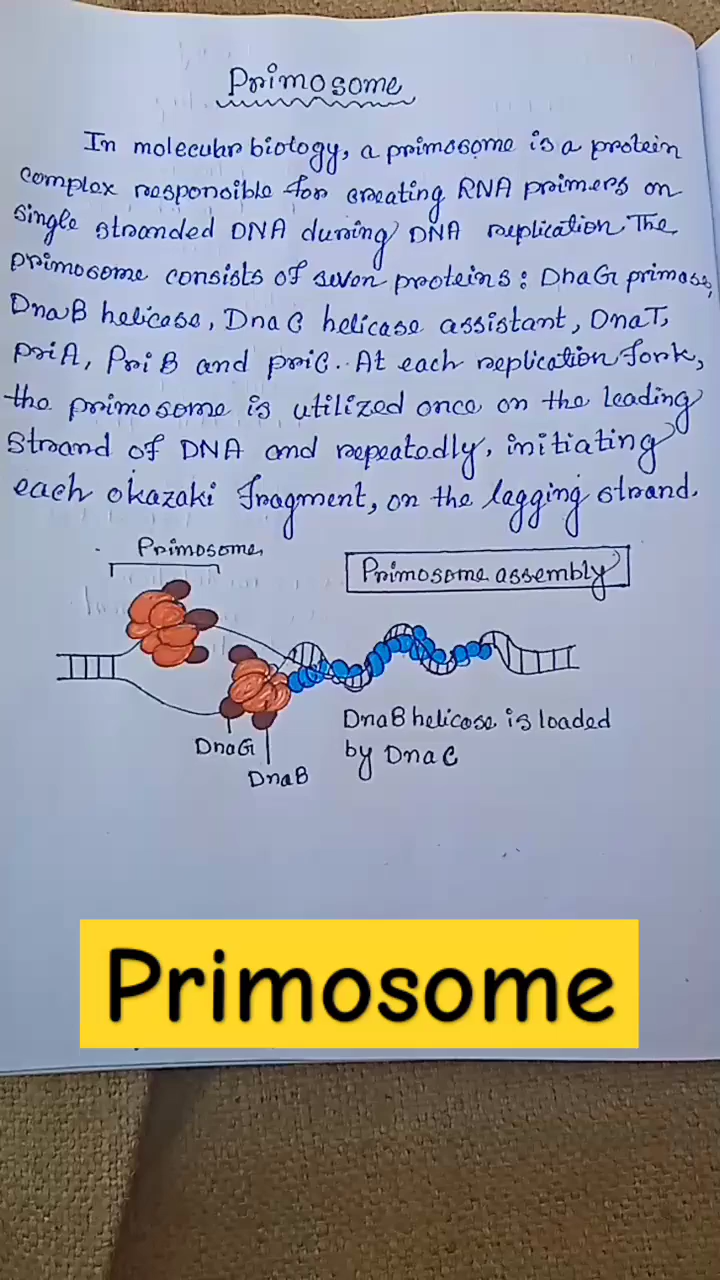 Primosome
In molecular biology, a primosome is a protein
complex responsible for creating RNA primers on
single stranded DNA during DNA replication. The
primosome consists of seven proteins: DnaG primase,
DnaB helicase, DnaC helicase assistant, DnaT,
PriA, Pri B and priC. At each replication fork,
the primosome is utilized once on the leading
strand of DNA and repeatedly, initiating
each okazaki fragment, on the lagging strand.
Primosome
Primosome assembly
DnaB helicase is loaded
by DnaC
DnaG
DnaB
Primosome